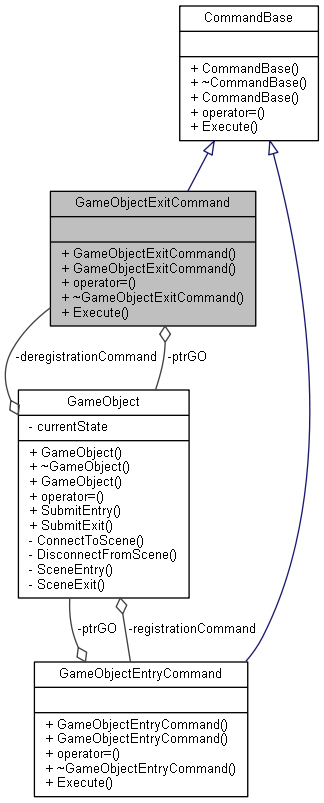 CommandBase
+ CommandBase()
+ ~CommandBase()
+ CommandBase()
+ operator=()
+ Execute()
GameObjectExitCommand
+ GameObjectExitCommand()
+ GameObjectExitCommand()
+ operator=()
+ ~GameObjectExitCommand()
+ Execute()
-deregistrationCommand
-ptrGO
GameObject
- currentState
+ GameObject()
+ ~GameObject()
+ GameObject()
+ operator=()
+ SubmitEntry()
+ SubmitExit()
- ConnectToScene()
- DisconnectFromScene()
- SceneEntry()
- SceneExit()
-ptrGO
-registrationCommand
GameObjectEntryCommand
+ GameObjectEntryCommand()
+ GameObjectEntryCommand()
+ operator=()
+ ~GameObjectEntryCommand()
+ Execute()